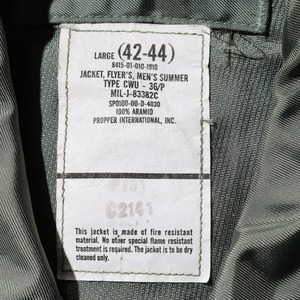 LARGE (42-44)
8415-01-010-1910
JACKET, FLYER'S, MEN'S SUMMER
TYPE CWU - 36/P
MIL-J-83382C
SPO100-00-D-4030
100% ARAMID
PROPPER INTERNATIONAL, INC.
This jacket is made of fire resistant
material. No other special flame resistant
treatment is required. The jacket is to be dry
cleaned only.